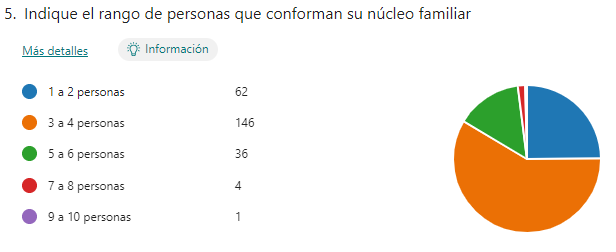 5. Indique el rango de personas que conforman su núcleo familiar
Más detalles Información
1 a 2 personas 62
3 a 4 personas 146
5 a 6 personas 36
7 a 8 personas 4
9 a 10 personas 1